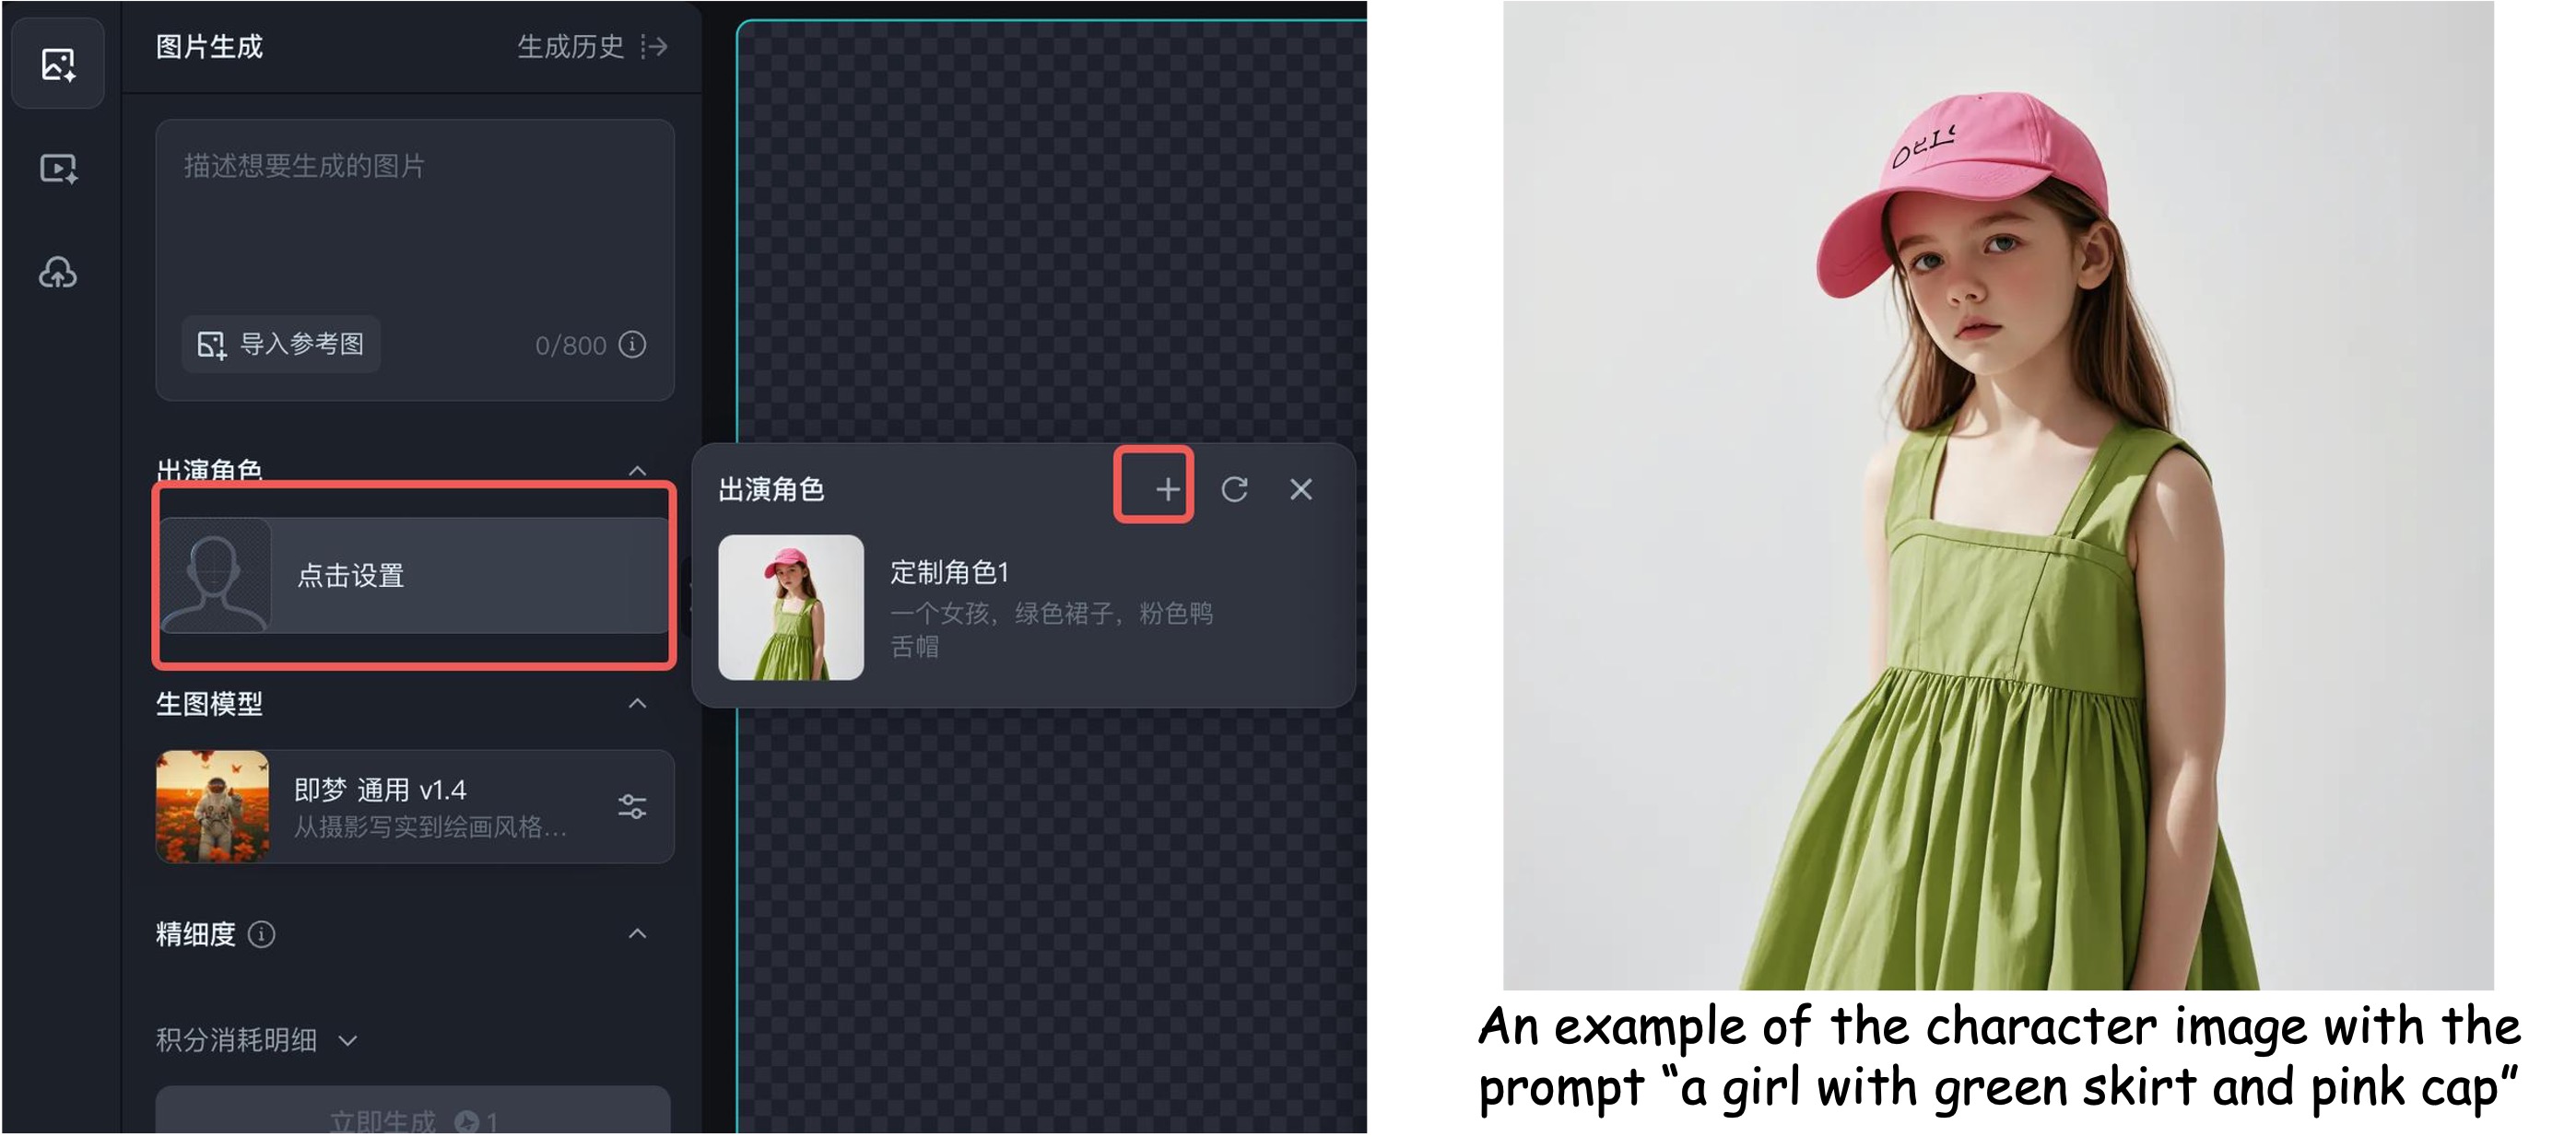 图片生成
生成历史
描述想要生成的图片
导入参考图
0/800
出演角色
点击设置
出演角色
定制角色1
一个女孩，绿色裙子，粉色鸭
舌帽
生图模型
即梦 通用 v1.4
从摄影写实到绘画风格...
精细度
积分消耗明细
立即生成 1
An example of the character image with the
prompt “a girl with green skirt and pink cap”